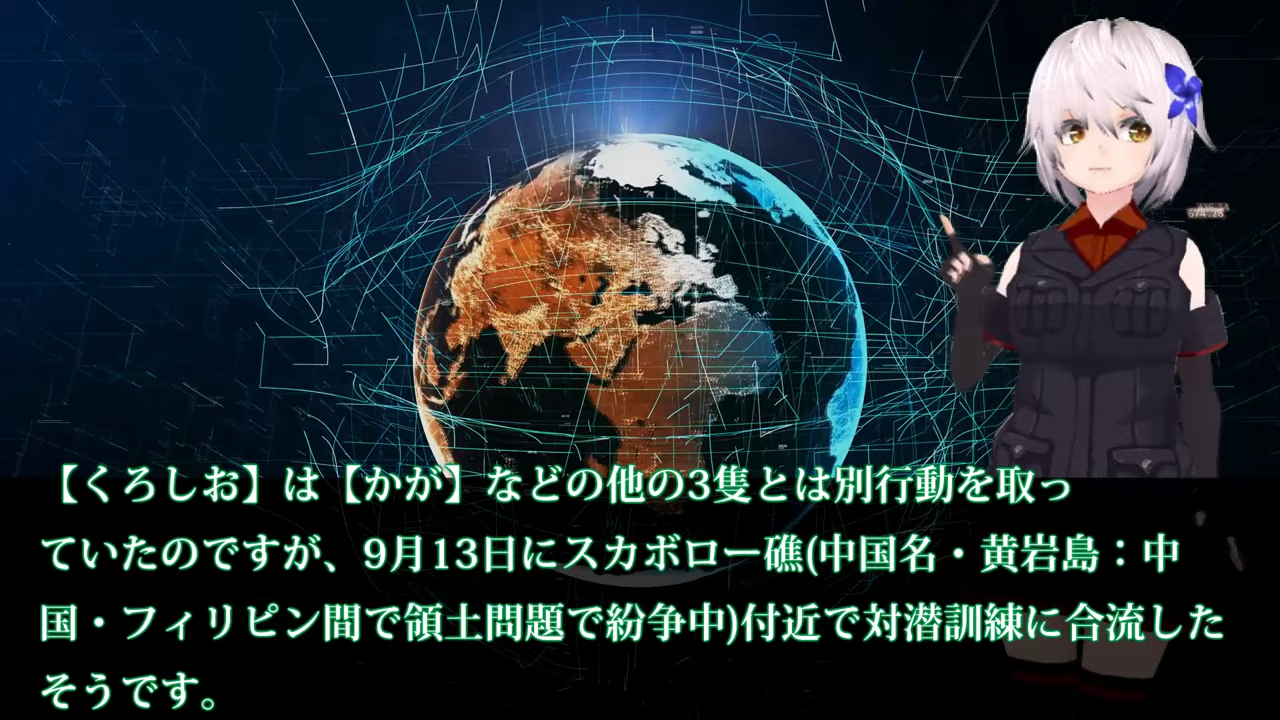 【くろしお】は【かが】などの他の3隻とは別行動を取っ
ていたのですが、9月13日にスカボロー礁(中国名・黄岩島：中
国・フィリピン間で領土問題で紛争中)付近で対潜訓練に合流した
そうです。